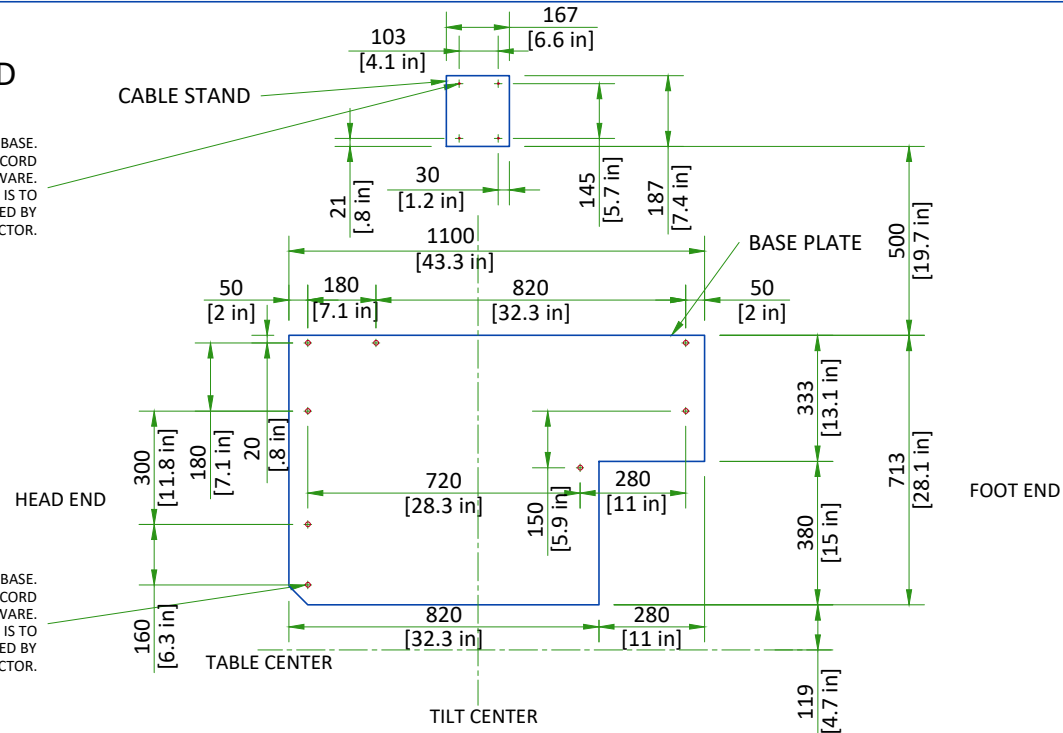 167
[6.6 in]
103
[4.1 in]
D
CABLE STAND
BASE.
CORD
WARE.
IS TO
ED BY
CTOR.
21
[.8 in]
30
[1.2 in]
145
[5.7 in]
187
[7.4 in]
500
[19.7 in]
1100
[43.3 in]
BASE PLATE
50
[2 in]
180
[7.1 in]
820
[32.3 in]
50
[2 in]
333
[13.1 in]
713
[28.1 in]
300
[11.8 in]
180
[7.1 in]
20
[.8 in]
HEAD END
720
[28.3 in]
150
[5.9 in]
280
[11 in]
FOOT END
380
[15 in]
BASE.
CORD
WARE.
IS TO
ED BY
CTOR.
160
[6.3 in]
820
[32.3 in]
280
[11 in]
TABLE CENTER
119
[4.7 in]
TILT CENTER